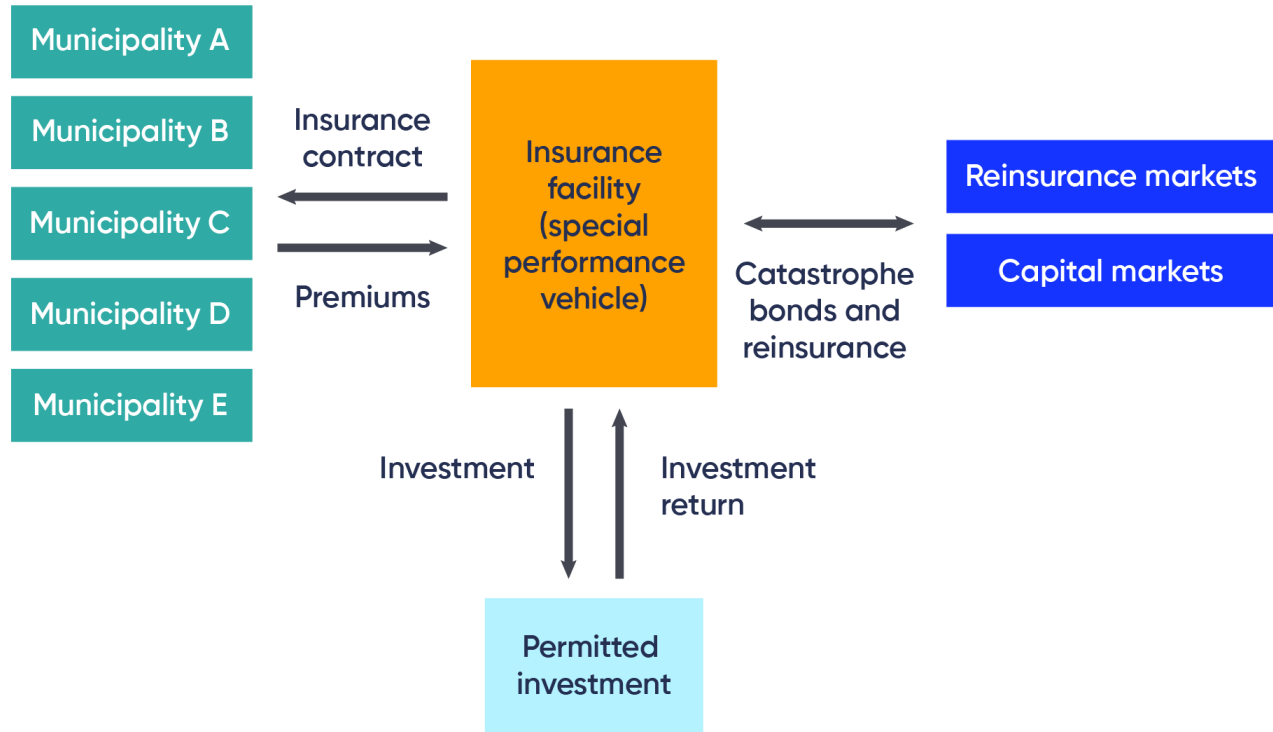 Municipality A
Municipality B
Municipality C
Municipality D
Municipality E
Insurance
contract
Premiums
Insurance
facility
(special
performance
vehicle)
Catastrophe
bonds and
reinsurance
Reinsurance markets
Capital markets
Investment
Investment
return
Permitted
investment